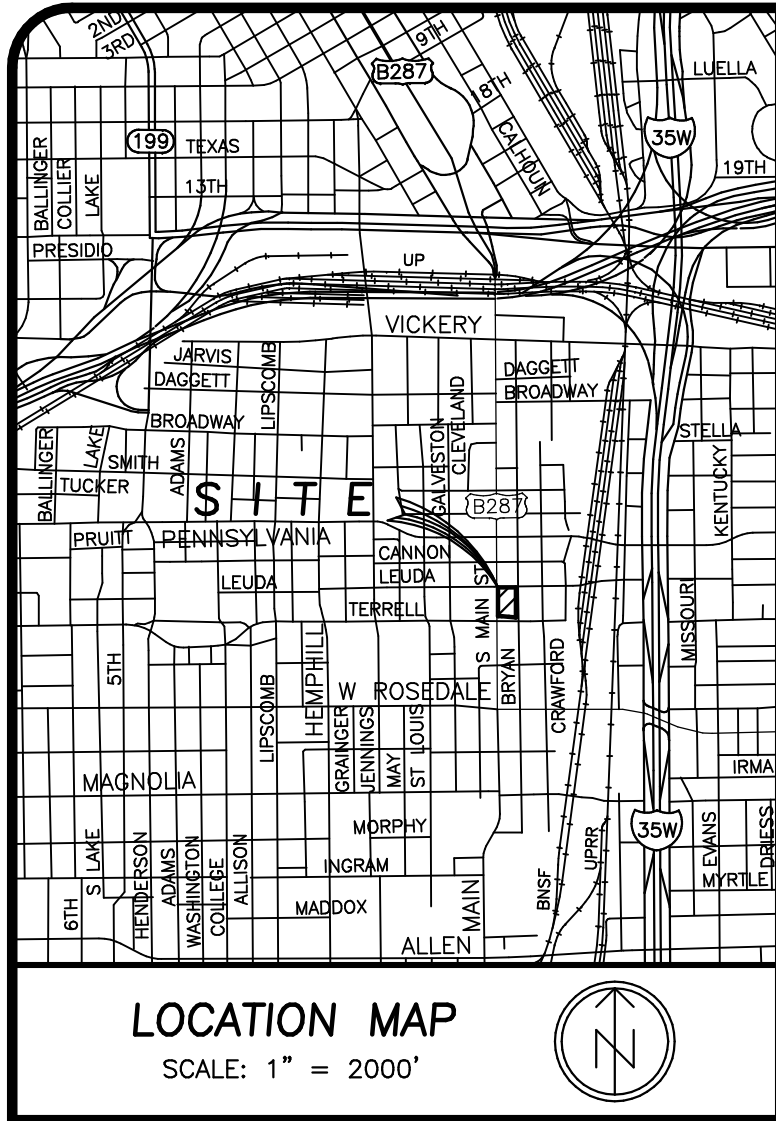 2ND
3RD
9TH
B287
18TH
LUELLA
CALHOUN
35W
199
TEXAS
19TH
BALLINGER
COLLIER
LAKE
13TH
PRESIDIO
UP
VICKERY
JARVIS
DAGGETT
LIPSCOMB
DAGGETT
BROADWAY
CLEVELAND
GALVESTON
BROADWAY
STELLA
BALLINGER
LAKE
SMITH
ADAMS
TUCKER
KENTUCKY
SITE
B287
PRUITT
PENNSYLVANIA
CANNON
LEUDA
LEUDA
TERRELL
S MAIN ST
MISSOURI
5TH
LIPSCOMB
HEMPHILL
W ROSEDALE
BRYAN
CRAWFORD
GRAINGER
JENNINGS
MAY
ST LOUIS
MAGNOLIA
IRMA
MORPHY
35W
S LAKE
HENDERSON
ADAMS
WASHINGTON
COLLEGE
ALLISON
INGRAM
UPRR
EVANS
DRIESS
MYRTLE
6TH
MADDOX
MAIN
BNSF
ALLEN
LOCATION MAP
SCALE: 1" = 2000'
N